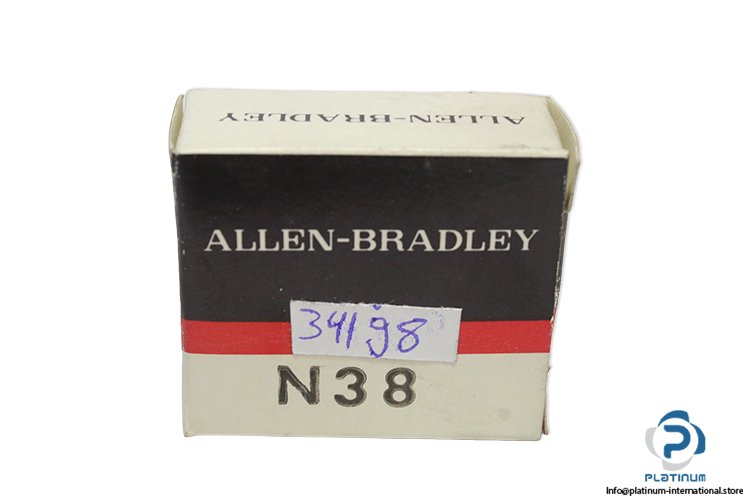 ALLEN-BRADLEY
ALLEN-BRADLEY
34198
N38
PLATINUM
Info@platinum-international.store